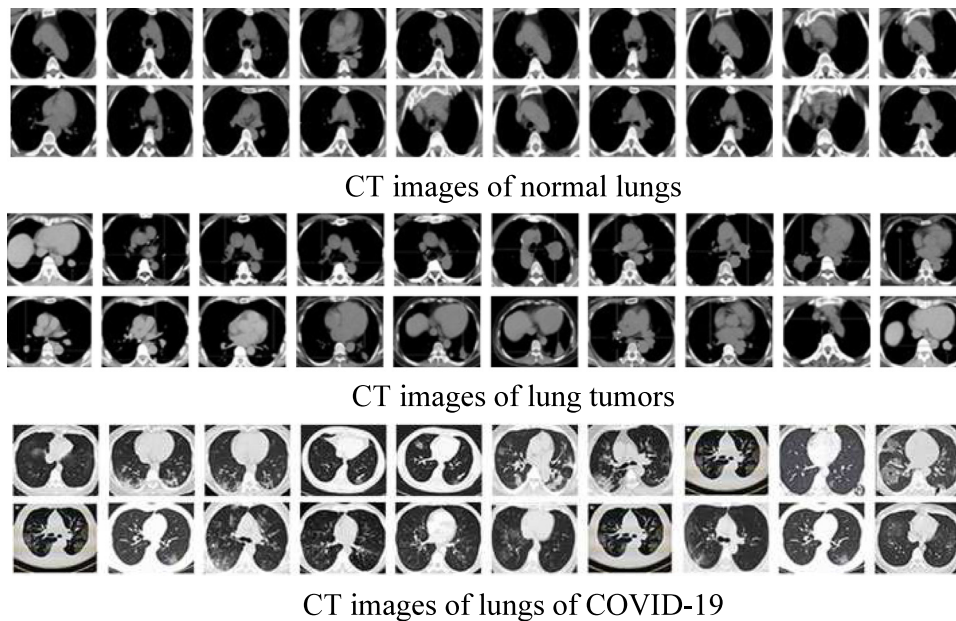 CT images of normal lungs
CT images of lung tumors
CT images of lungs of COVID-19